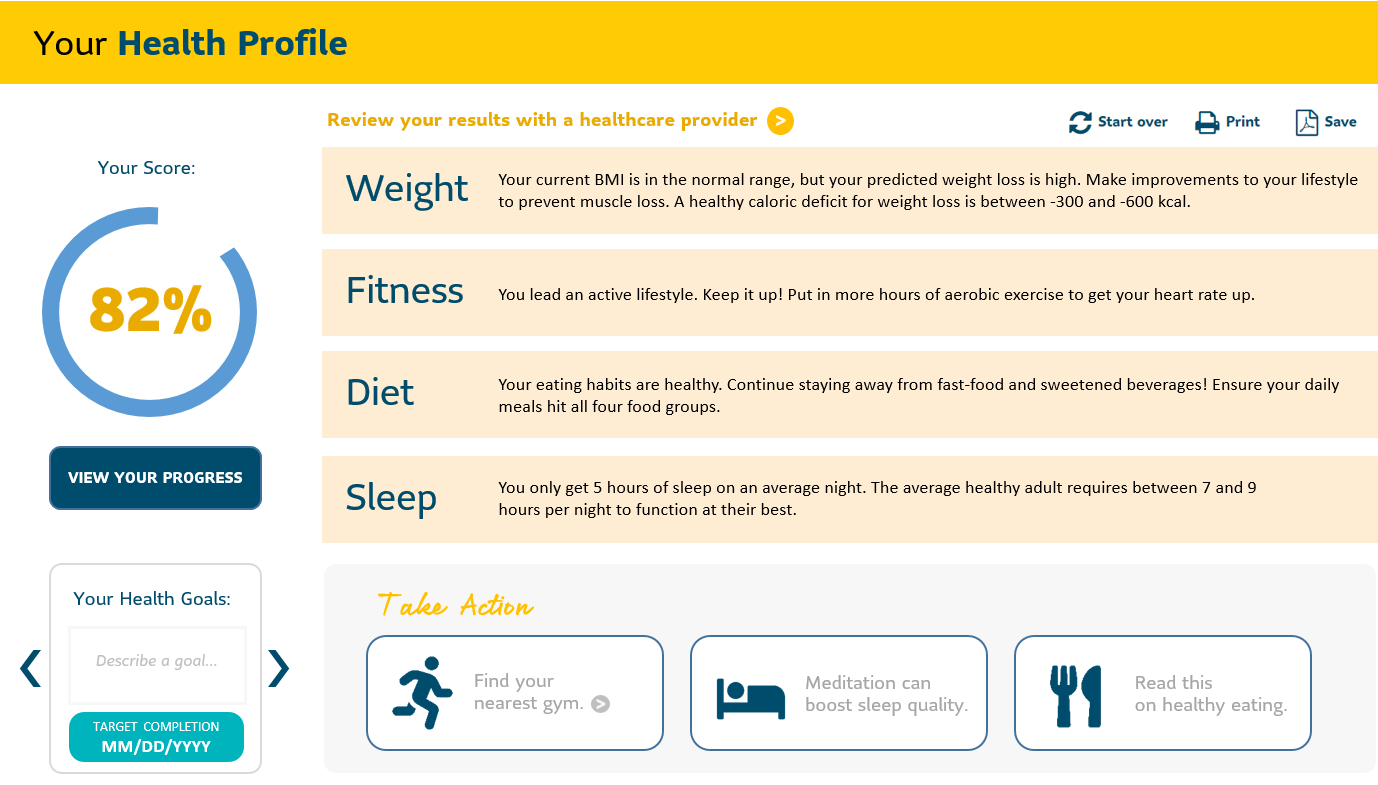 Your Health Profile
Review your results with a healthcare provider >
Start over
Print
Save
Your Score:
82%
VIEW YOUR PROGRESS
Weight
Your current BMI is in the normal range, but your predicted weight loss is high. Make improvements to your lifestyle
to prevent muscle loss. A healthy caloric deficit for weight loss is between -300 and -600 kcal.
Fitness
You lead an active lifestyle. Keep it up! Put in more hours of aerobic exercise to get your heart rate up.
Diet
Your eating habits are healthy. Continue staying away from fast-food and sweetened beverages! Ensure your daily
meals hit all four food groups.
Sleep
You only get 5 hours of sleep on an average night. The average healthy adult requires between 7 and 9
hours per night to function at their best.
Your Health Goals:
Describe a goal...
TARGET COMPLETION
MM/DD/YYYY
Take Action
Find your
nearest gym. >
Meditation can
boost sleep quality.
Read this
on healthy eating.